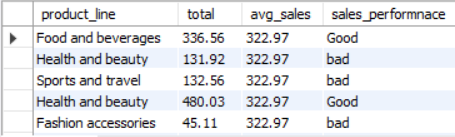 product_line total avg_sales sales_performnace
Food and beverages 336.56 322.97 Good
Health and beauty 131.92 322.97 bad
Sports and travel 132.56 322.97 bad
Health and beauty 480.03 322.97 Good
Fashion accessories 45.11 322.97 bad